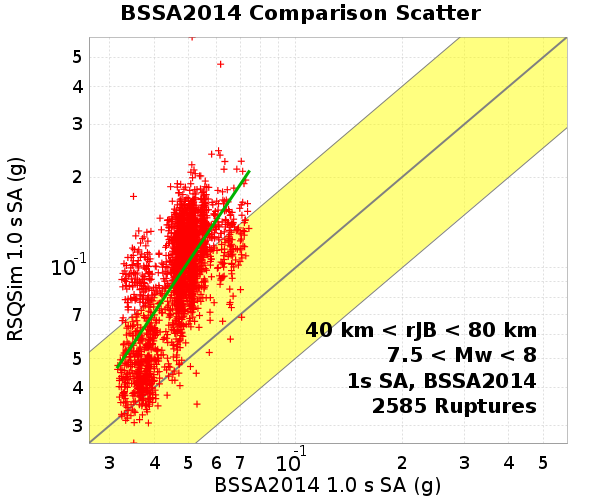 BSSA2014 Comparison Scatter
RSQSim 1.0 s SA (g)
5
4
3
2
10^-1
7
5
4
3
40 km < rJB < 80 km
7.5 < Mw < 8
1s SA, BSSA2014
2585 Ruptures
3 4 5 6 7 10^-1 2 3 4 5
BSSA2014 1.0 s SA (g)